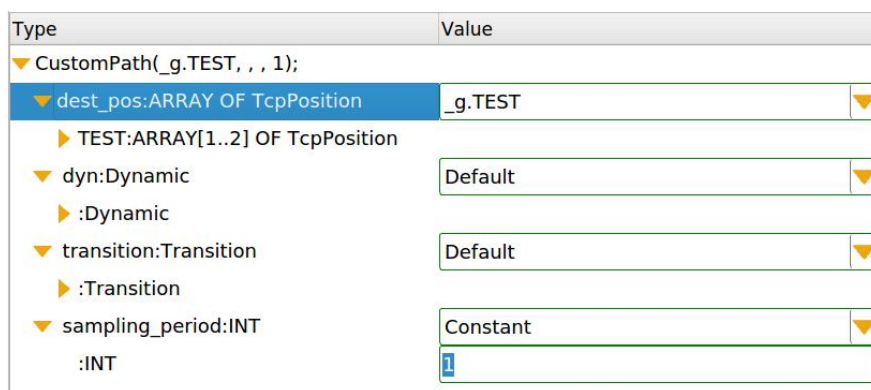 Type Value
CustomPath(_g.TEST, , , 1);
dest_pos:ARRAY OF TcpPosition _g.TEST
TEST:ARRAY[1..2] OF TcpPosition
dyn:Dynamic Default
:Dynamic
transition:Transition Default
:Transition
sampling_period:INT Constant
:INT 1